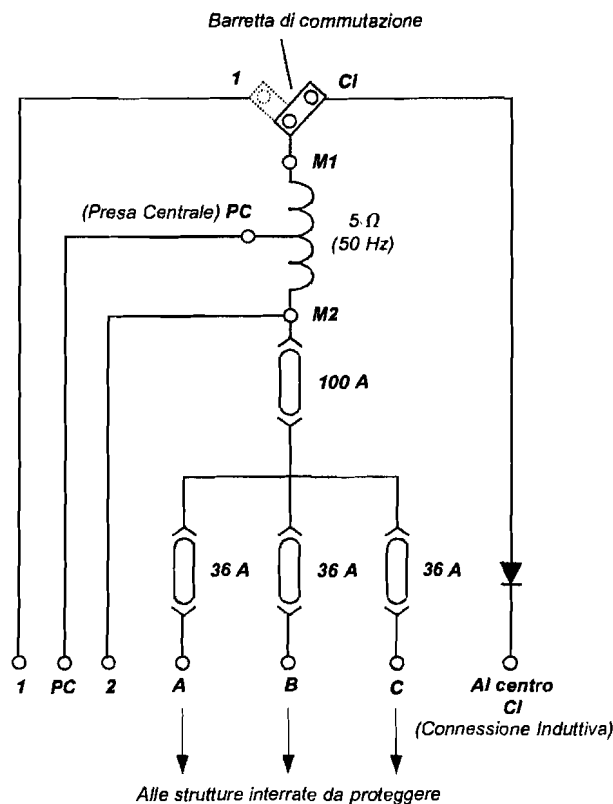 Barretta di commutazione
1
CI
M1
(Presa Centrale) PC
5 Ω
(50 Hz)
M2
100 A
36 A
36 A
36 A
1
PC
2
A
B
C
Al centro
CI
(Connessione Induttiva)
Alle strutture interrate da proteggere